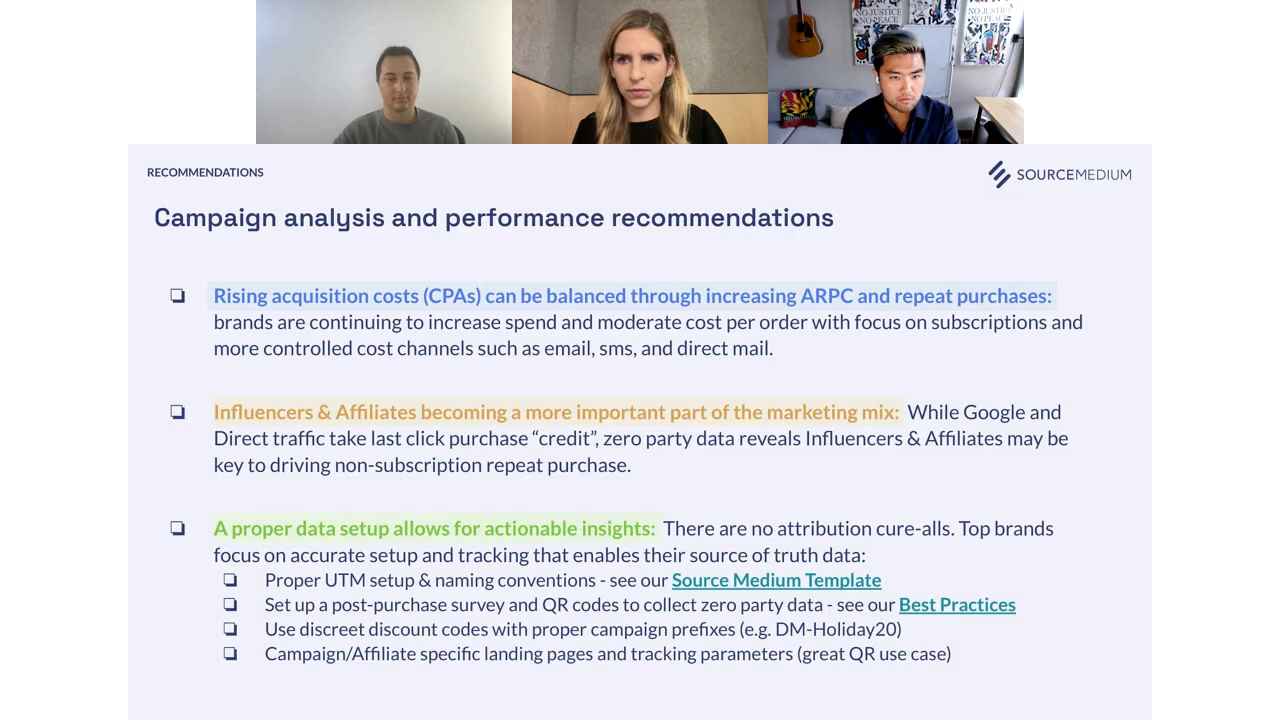 NO JUSTICE
NO PEACE
NO JUSTICE
NO PEACE
RECOMMENDATIONS
SOURCEMEDIUM
Campaign analysis and performance recommendations
❏ Rising acquisition costs (CPAs) can be balanced through increasing ARPC and repeat purchases:
brands are continuing to increase spend and moderate cost per order with focus on subscriptions and
more controlled cost channels such as email, sms, and direct mail.
❏ Influencers & Affiliates becoming a more important part of the marketing mix: While Google and
Direct traffic take last click purchase “credit”, zero party data reveals Influencers & Affiliates may be
key to driving non-subscription repeat purchase.
❏ A proper data setup allows for actionable insights: There are no attribution cure-alls. Top brands
focus on accurate setup and tracking that enables their source of truth data:
❏ Proper UTM setup & naming conventions - see our Source Medium Template
❏ Set up a post-purchase survey and QR codes to collect zero party data - see our Best Practices
❏ Use discreet discount codes with proper campaign prefixes (e.g. DM-Holiday20)
❏ Campaign/Affiliate specific landing pages and tracking parameters (great QR use case)